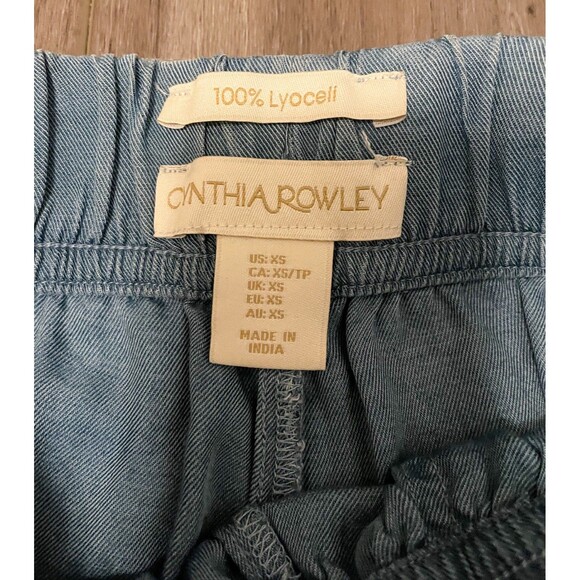 100% Lyocell
CYNTHIA ROWLEY
US: XS
CA: XS/TP
UK: XS
EU: XS
AU: XS
MADE IN
INDIA